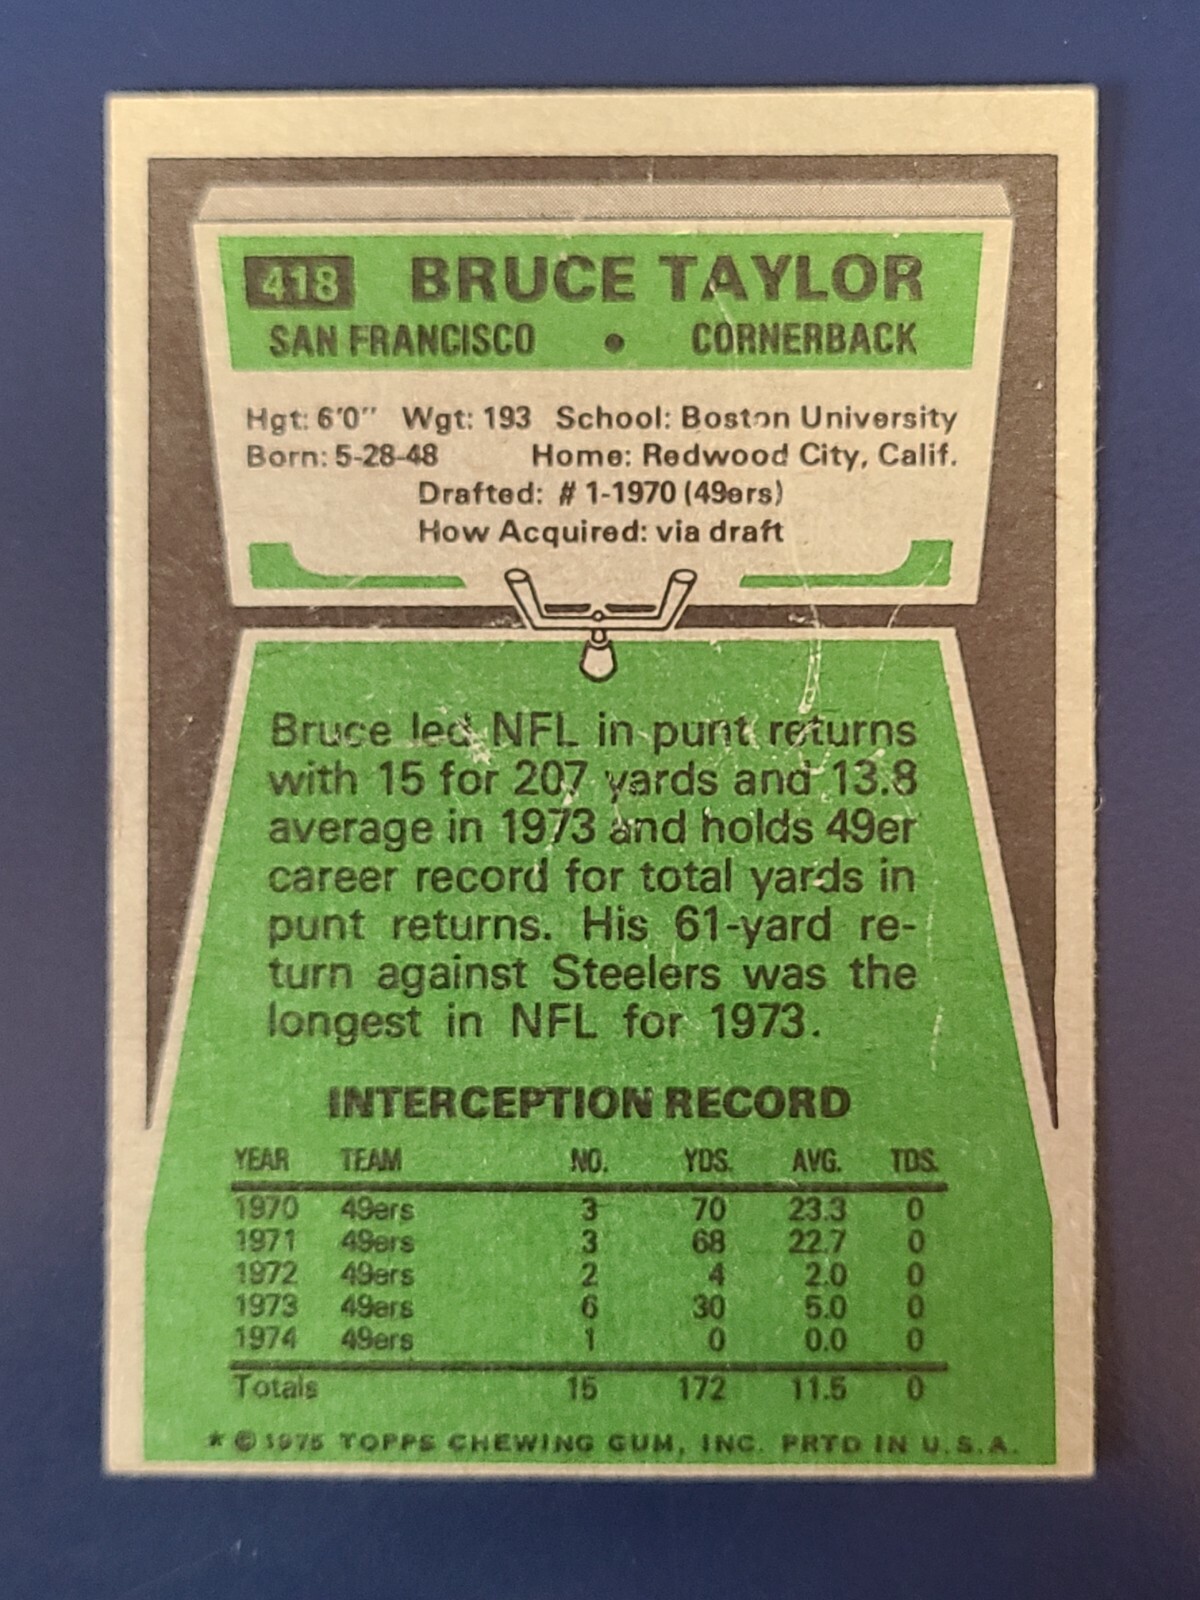 418 BRUCE TAYLOR
SAN FRANCISCO • CORNERBACK
Hgt: 6'0" Wgt: 193 School: Boston University
Born: 5-28-48 Home: Redwood City, Calif.
Drafted: # 1-1970 (49ers)
How Acquired: via draft
Bruce led NFL in punt returns
with 15 for 207 yards and 13.8
average in 1973 and holds 49er
career record for total yards in
punt returns. His 61-yard re-
turn against Steelers was the
longest in NFL for 1973.
INTERCEPTION RECORD
YEAR TEAM NO. YDS. AVG. TDS.
1970 49ers 3 70 23.3 0
1971 49ers 3 68 22.7 0
1972 49ers 2 4 2.0 0
1973 49ers 6 30 5.0 0
1974 49ers 1 0 0.0 0
Totals 15 172 11.5 0
* © 1975 TOPPS CHEWING GUM, INC. PRTD IN U.S.A.